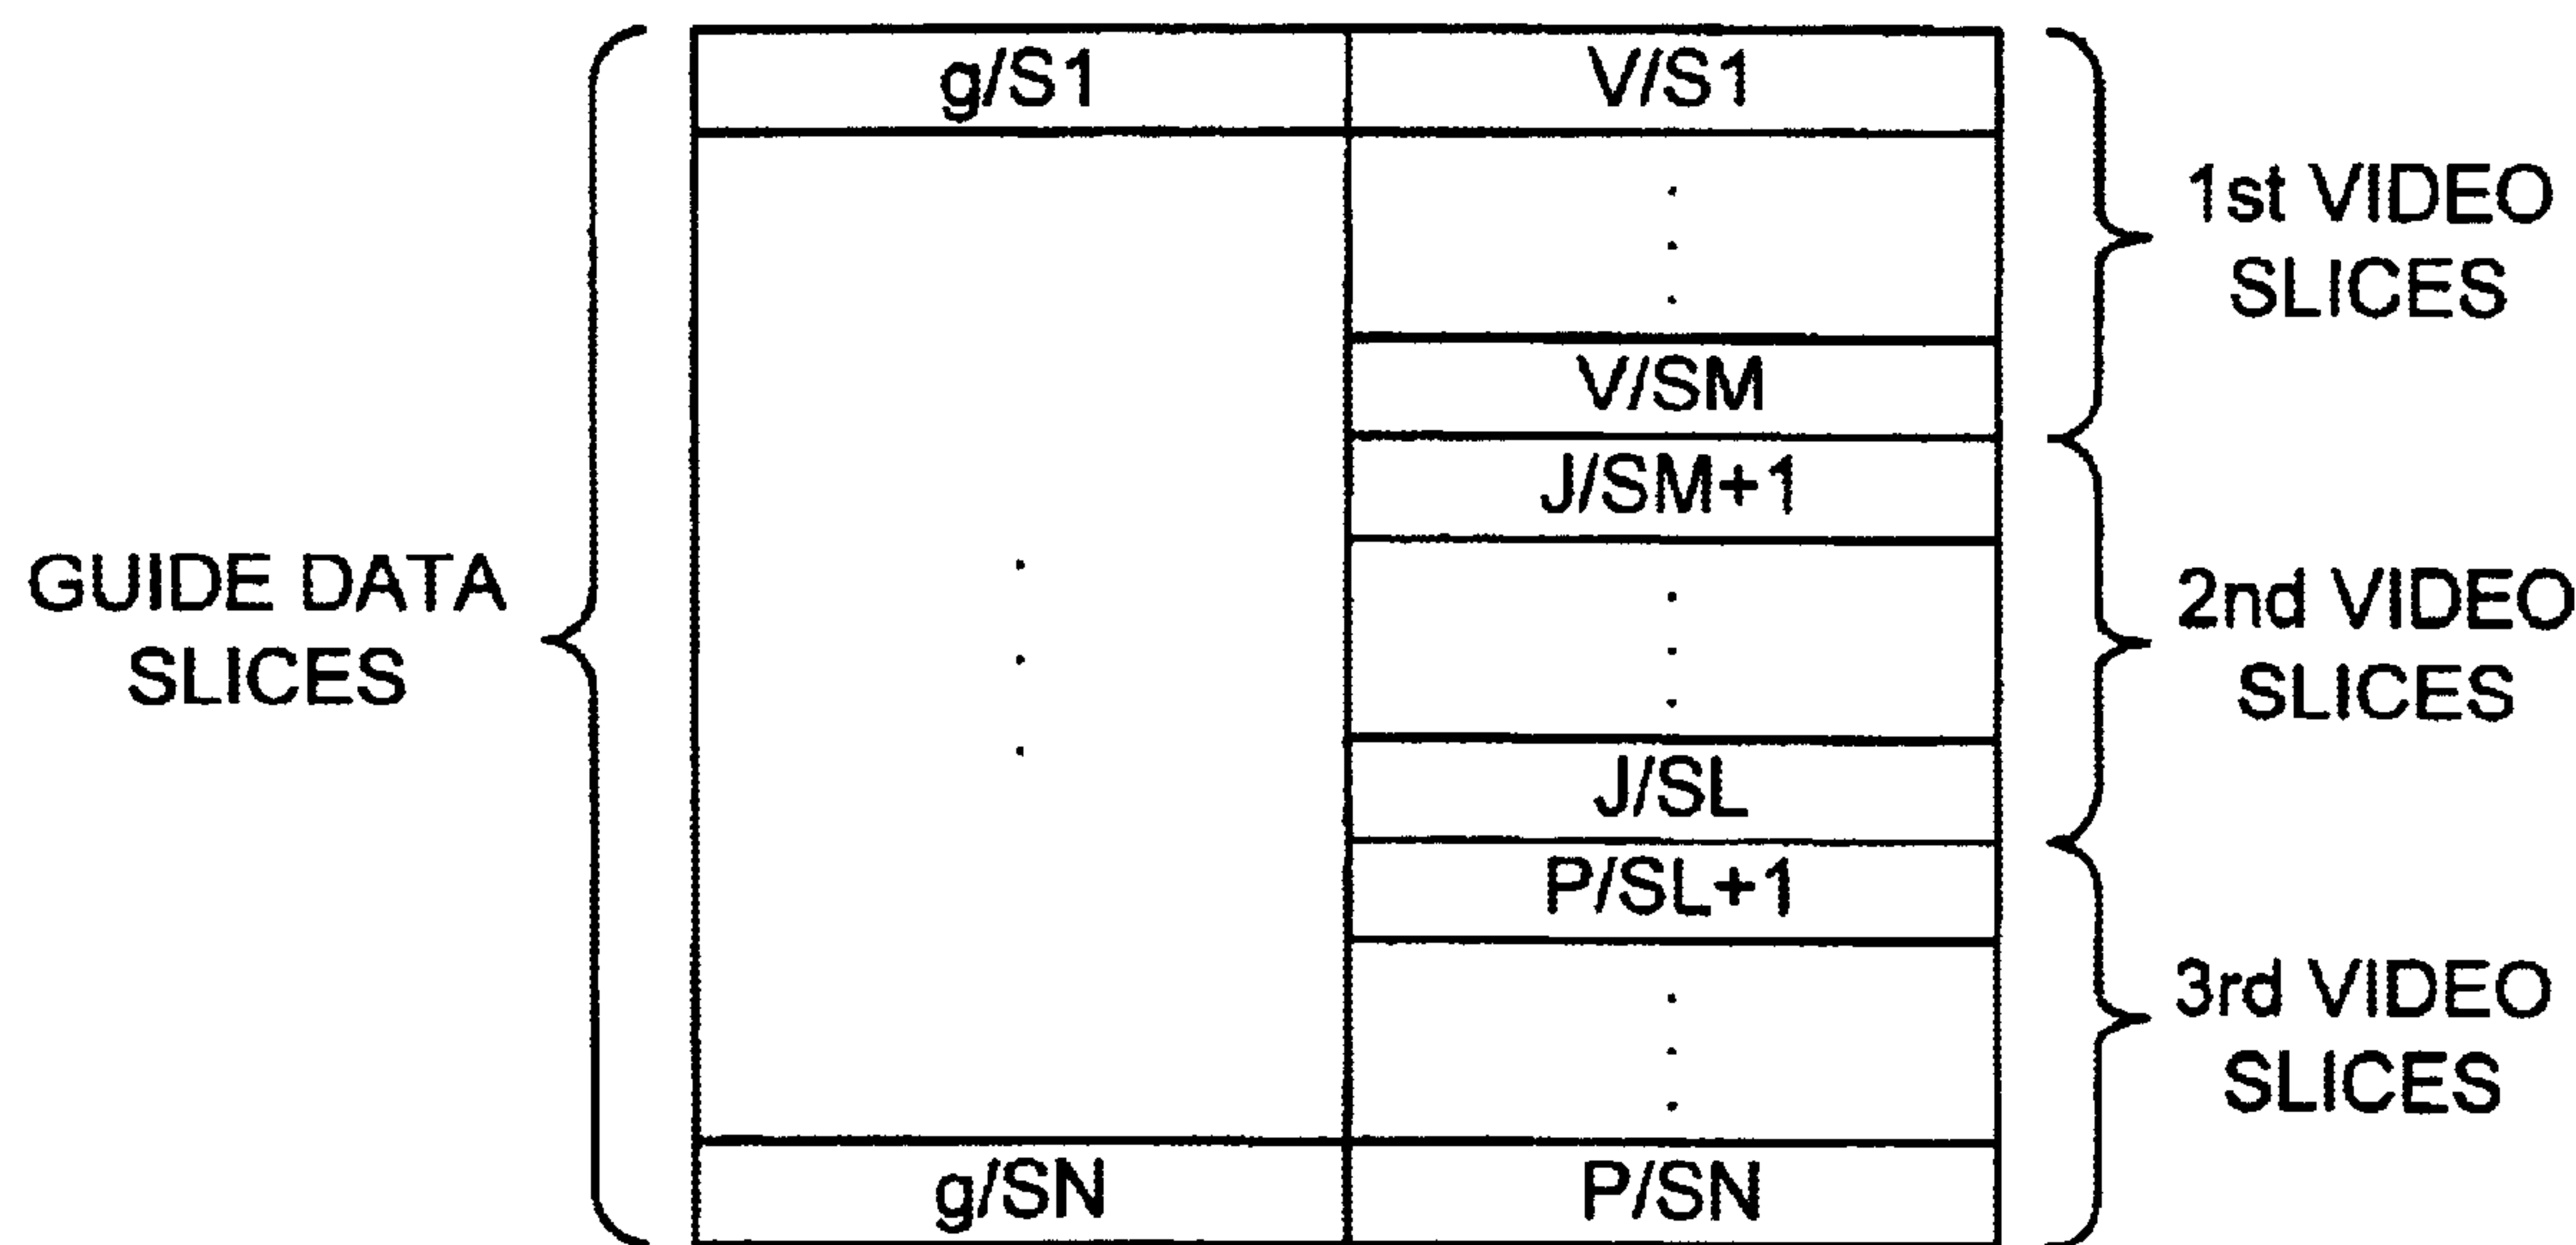 GUIDE DATA
SLICES
g/S1
g/SN
V/S1
V/SM
J/SM+1
J/SL
P/SL+1
P/SN
1st VIDEO
SLICES
2nd VIDEO
SLICES
3rd VIDEO
SLICES